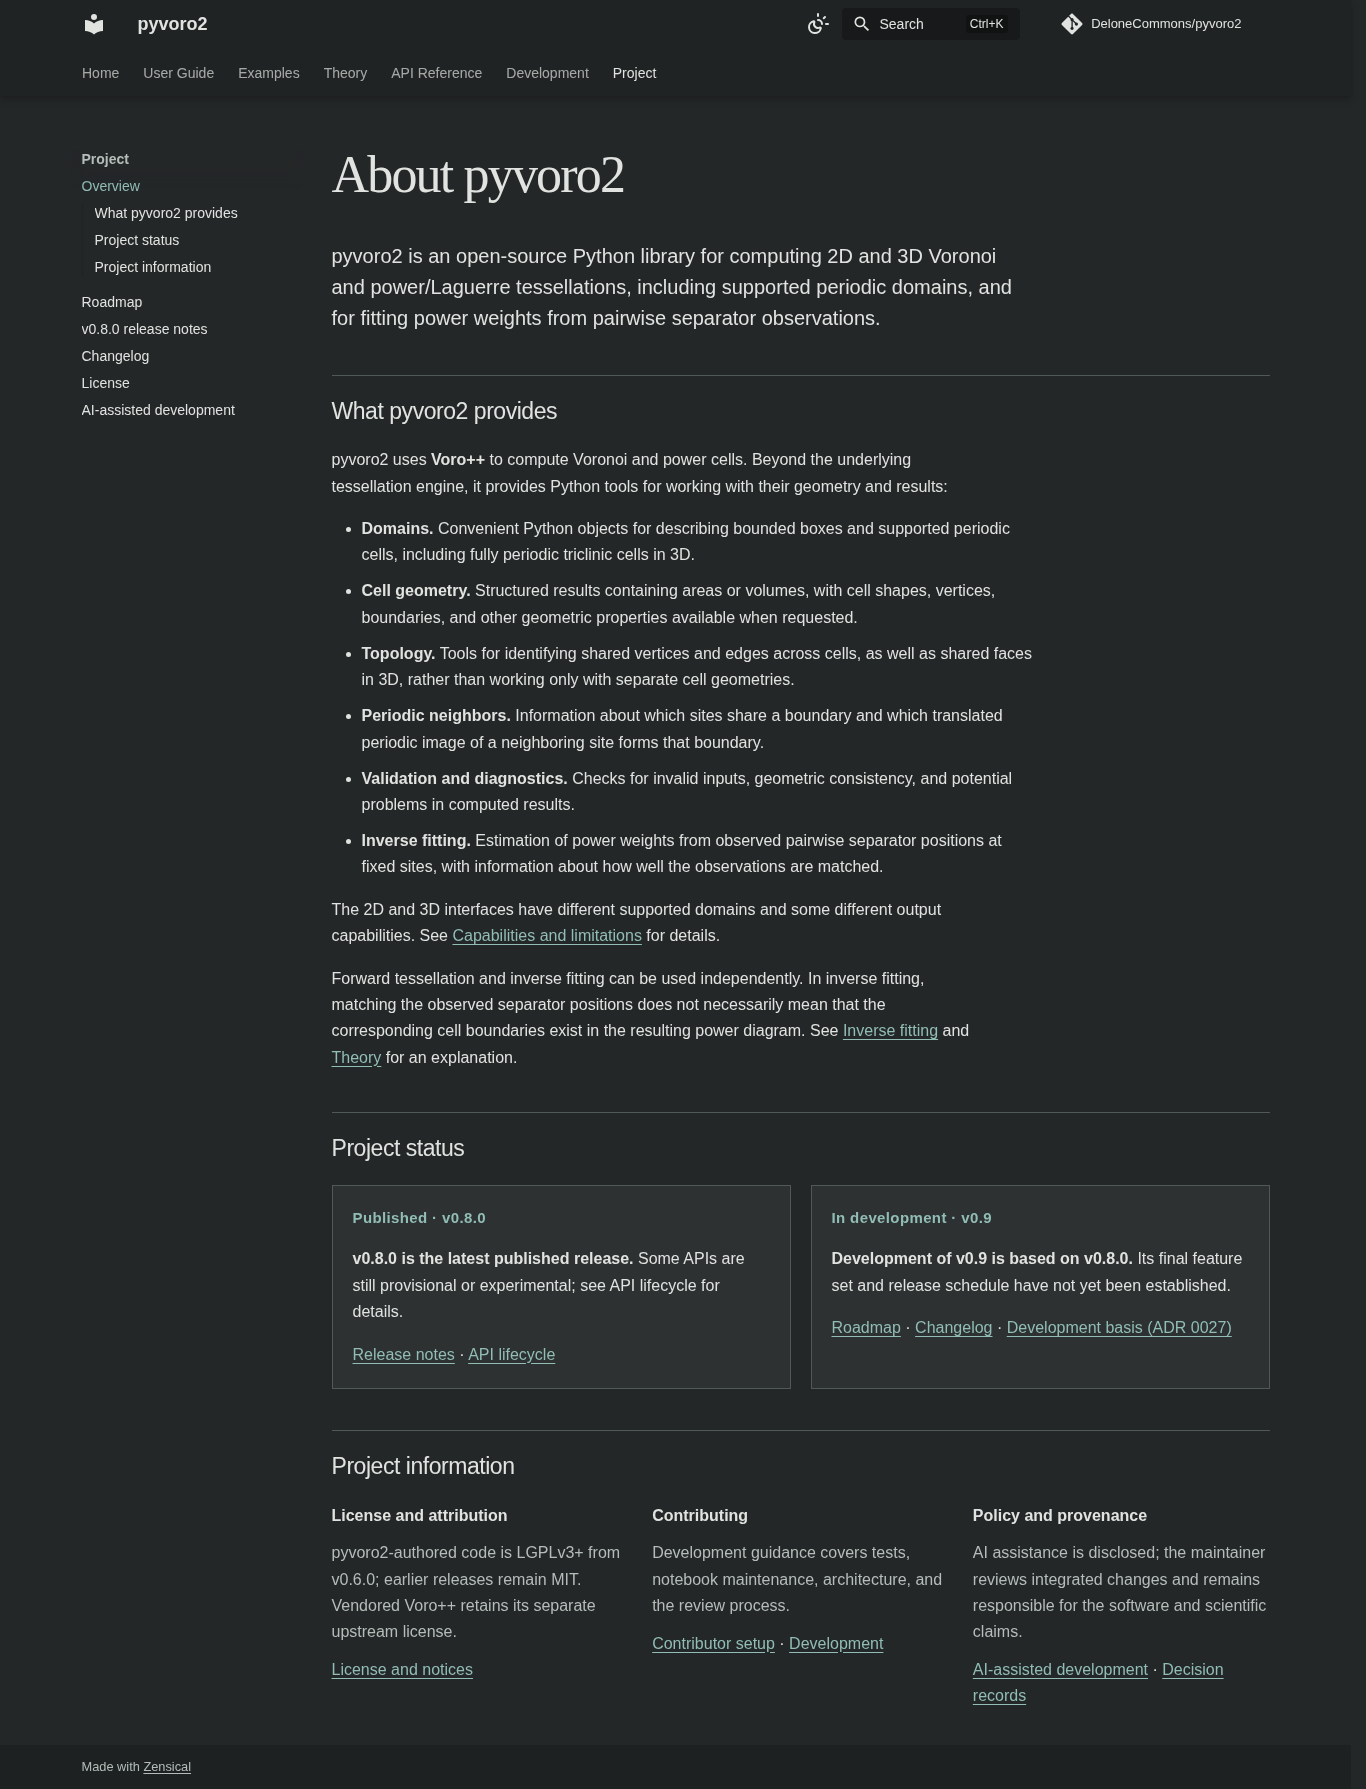 pyvoro2
Search
Ctrl+K
DeloneCommons/pyvoro2
Home
User Guide
Examples
Theory
API Reference
Development
Project
Project
Overview
What pyvoro2 provides
Project status
Project information
Roadmap
v0.8.0 release notes
Changelog
License
AI-assisted development
About pyvoro2
pyvoro2 is an open-source Python library for computing 2D and 3D Voronoi
and power/Laguerre tessellations, including supported periodic domains, and
for fitting power weights from pairwise separator observations.
What pyvoro2 provides
pyvoro2 uses Voro++ to compute Voronoi and power cells. Beyond the underlying
tessellation engine, it provides Python tools for working with their geometry and results:
• Domains. Convenient Python objects for describing bounded boxes and supported periodic
cells, including fully periodic triclinic cells in 3D.
• Cell geometry. Structured results containing areas or volumes, with cell shapes, vertices,
boundaries, and other geometric properties available when requested.
• Topology. Tools for identifying shared vertices and edges across cells, as well as shared faces
in 3D, rather than working only with separate cell geometries.
• Periodic neighbors. Information about which sites share a boundary and which translated
periodic image of a neighboring site forms that boundary.
• Validation and diagnostics. Checks for invalid inputs, geometric consistency, and potential
problems in computed results.
• Inverse fitting. Estimation of power weights from observed pairwise separator positions at
fixed sites, with information about how well the observations are matched.
The 2D and 3D interfaces have different supported domains and some different output
capabilities. See Capabilities and limitations for details.
Forward tessellation and inverse fitting can be used independently. In inverse fitting,
matching the observed separator positions does not necessarily mean that the
corresponding cell boundaries exist in the resulting power diagram. See Inverse fitting and
Theory for an explanation.
Project status
Published · v0.8.0
v0.8.0 is the latest published release. Some APIs are
still provisional or experimental; see API lifecycle for
details.
Release notes · API lifecycle
In development · v0.9
Development of v0.9 is based on v0.8.0. Its final feature
set and release schedule have not yet been established.
Roadmap · Changelog · Development basis (ADR 0027)
Project information
License and attribution
pyvoro2-authored code is LGPLv3+ from
v0.6.0; earlier releases remain MIT.
Vendored Voro++ retains its separate
upstream license.
License and notices
Contributing
Development guidance covers tests,
notebook maintenance, architecture, and
the review process.
Contributor setup · Development
Policy and provenance
AI assistance is disclosed; the maintainer
reviews integrated changes and remains
responsible for the software and scientific
claims.
AI-assisted development · Decision
records
Made with Zensical